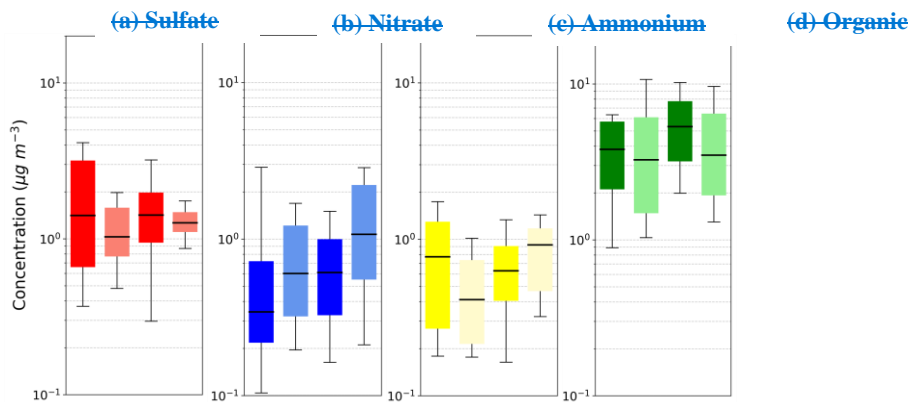 (a) Sulfate (b) Nitrate (c) Ammonium (d) Organic
10¹ 10¹ 10¹ 10¹
Concentration (μg m⁻³)
10⁰ 10⁰ 10⁰ 10⁰
10⁻¹ 10⁻¹ 10⁻¹ 10⁻¹